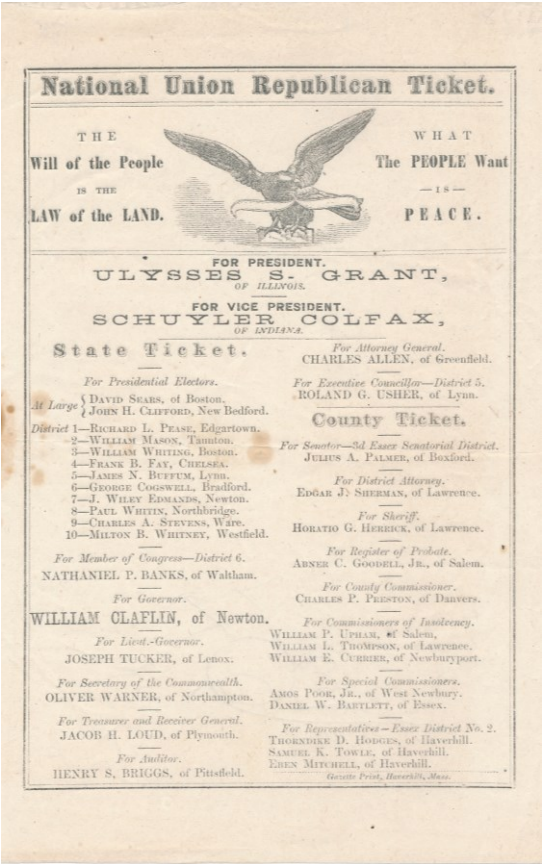 National Union Republican Ticket.
THE
Will of the People
IS THE
LAW of the LAND.
WHAT
The PEOPLE Want
—IS—
PEACE.
FOR PRESIDENT.
ULYSSES S. GRANT,
OF ILLINOIS.
FOR VICE PRESIDENT.
SCHUYLER COLFAX,
OF INDIANA.
State Ticket.
For Presidential Electors.
At Large { DAVID SEARS, of Boston.
JOHN H. CLIFFORD, New Bedford.
District 1—RICHARD L. PEASE, Edgartown.
2—WILLIAM MASON, Taunton.
3—WILLIAM WHITING, Boston.
4—FRANK B. FAY, CHELSEA.
5—JAMES N. BUFFUM, Lynn.
6—GEORGE COGSWELL, Bradford.
7—J. WILEY EDMANDS, Newton.
8—PAUL WHITIN, Northbridge.
9—CHARLES A. STEVENS, Ware.
10—MILTON B. WHITNEY, Westfield.
For Member of Congress—District 6.
NATHANIEL P. BANKS, of Waltham.
For Governor.
WILLIAM CLAFLIN, of Newton.
For Lieut.-Governor.
JOSEPH TUCKER, of Lenox.
For Secretary of the Commonwealth.
OLIVER WARNER, of Northampton.
For Treasurer and Receiver General.
JACOB H. LOUD, of Plymouth.
For Auditor.
HENRY S. BRIGGS, of Pittsfield.
For Attorney General.
CHARLES ALLEN, of Greenfield.
For Executive Councillor—District 5.
ROLAND G. USHER, of Lynn.
County Ticket.
For Senator—3d Essex Senatorial District.
JULIUS A. PALMER, of Boxford.
For District Attorney.
EDGAR J. SHERMAN, of Lawrence.
For Sheriff.
HORATIO G. HERRICK, of Lawrence.
For Register of Probate.
ABNER C. GOODELL, JR., of Salem.
For County Commissioner.
CHARLES P. PRESTON, of Danvers.
For Commissioners of Insolvency.
WILLIAM P. UPHAM, of Salem,
WILLIAM L. THOMPSON, of Lawrence.
WILLIAM E. CURRIER, of Newburyport.
For Special Commissioners.
AMOS POOR, JR., of West Newbury.
DANIEL W. BARTLETT, of Essex.
For Representatives—Essex District No. 2.
THORNDIKE D. HODGES, of Haverhill.
SAMUEL K. TOWLE, of Haverhill.
EBEN MITCHELL, of Haverhill.
Gazette Print, Haverhill, Mass.